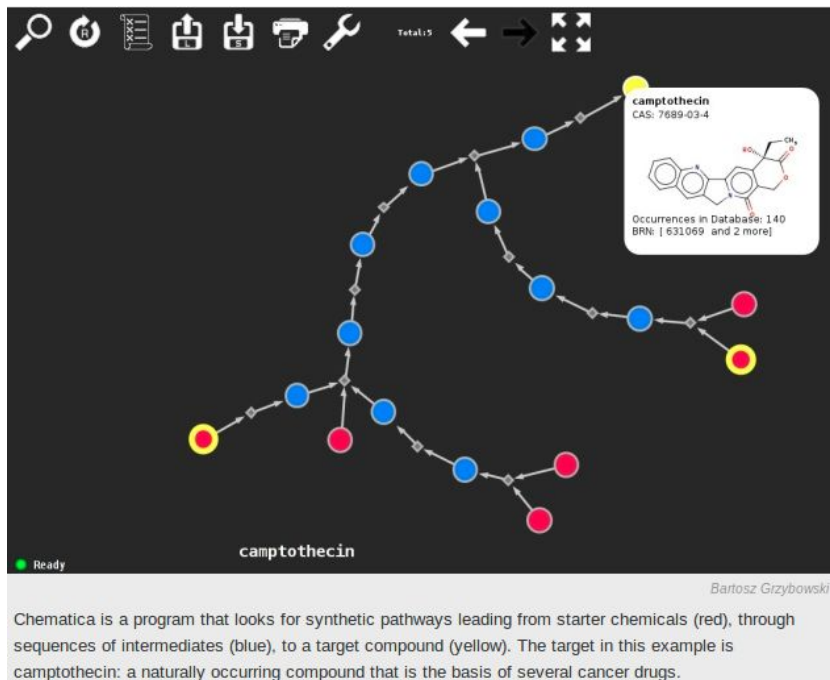 R
L
S
Total:5
camptothecin
CAS: 7689-03-4
HO
CH₃
O
O
N
N
O
Occurrences in Database: 140
BRN: [ 631069 and 2 more]
camptothecin
Ready
Bartosz Grzybowski
Chematica is a program that looks for synthetic pathways leading from starter chemicals (red), through
sequences of intermediates (blue), to a target compound (yellow). The target in this example is
camptothecin: a naturally occurring compound that is the basis of several cancer drugs.